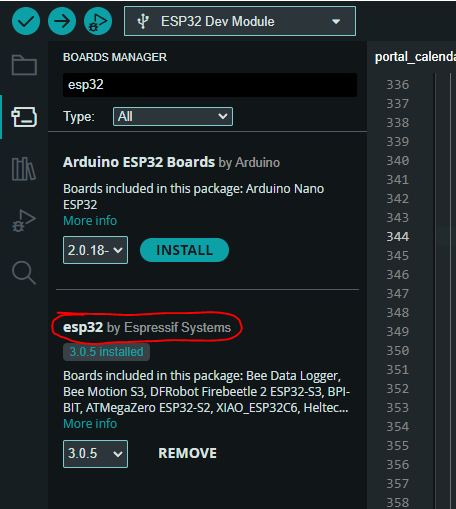 ESP32 Dev Module
BOARDS MANAGER
esp32
Type: All
Arduino ESP32 Boards by Arduino
Boards included in this package: Arduino Nano
ESP32
More info
2.0.18-
INSTALL
esp32 by Espressif Systems
3.0.5 installed
Boards included in this package: Bee Data Logger,
Bee Motion S3, DFRobot Firebeetle 2 ESP32-S3, BPI-
BIT, ATMegaZero ESP32-S2, XIAO_ESP32C6, Heltec...
More info
3.0.5
REMOVE
portal_calenda
336
337
338
339
340
341
342
343
344
345
346
347
348
349
350
351
352
353
354
355
356
357
358